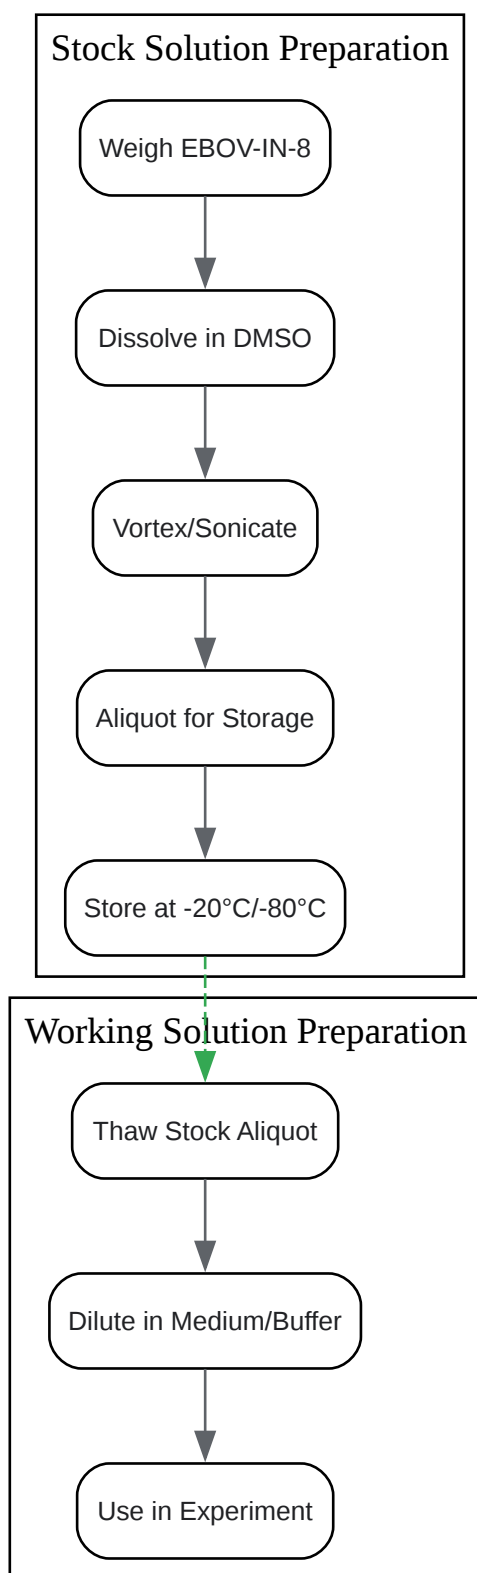 Stock Solution Preparation
Weigh EBOV-IN-8
Dissolve in DMSO
Vortex/Sonicate
Aliquot for Storage
Store at -20°C/-80°C
Working Solution Preparation
Thaw Stock Aliquot
Dilute in Medium/Buffer
Use in Experiment